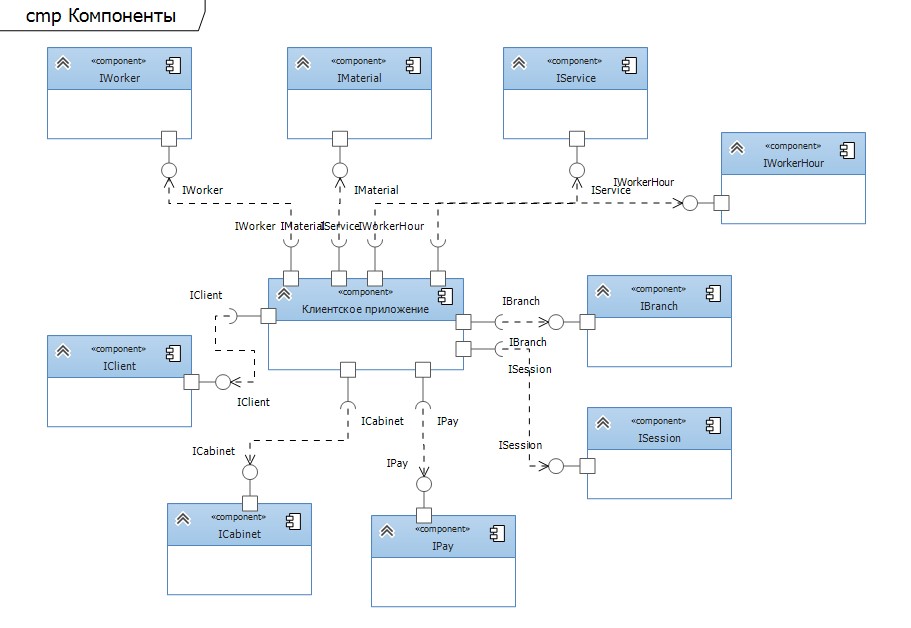 cmp Компоненты
«component»
IWorker
«component»
IMaterial
«component»
IService
«component»
IWorkerHour
IWorker
IMaterial
IService
IWorkerHour
IWorker
IMaterial
IService
IWorkerHour
«component»
Клиентское приложение
IClient
IBranch
«component»
IBranch
IBranch
«component»
IClient
ISession
IClient
ICabinet
IPay
ISession
«component»
ISession
ICabinet
IPay
«component»
ICabinet
«component»
IPay